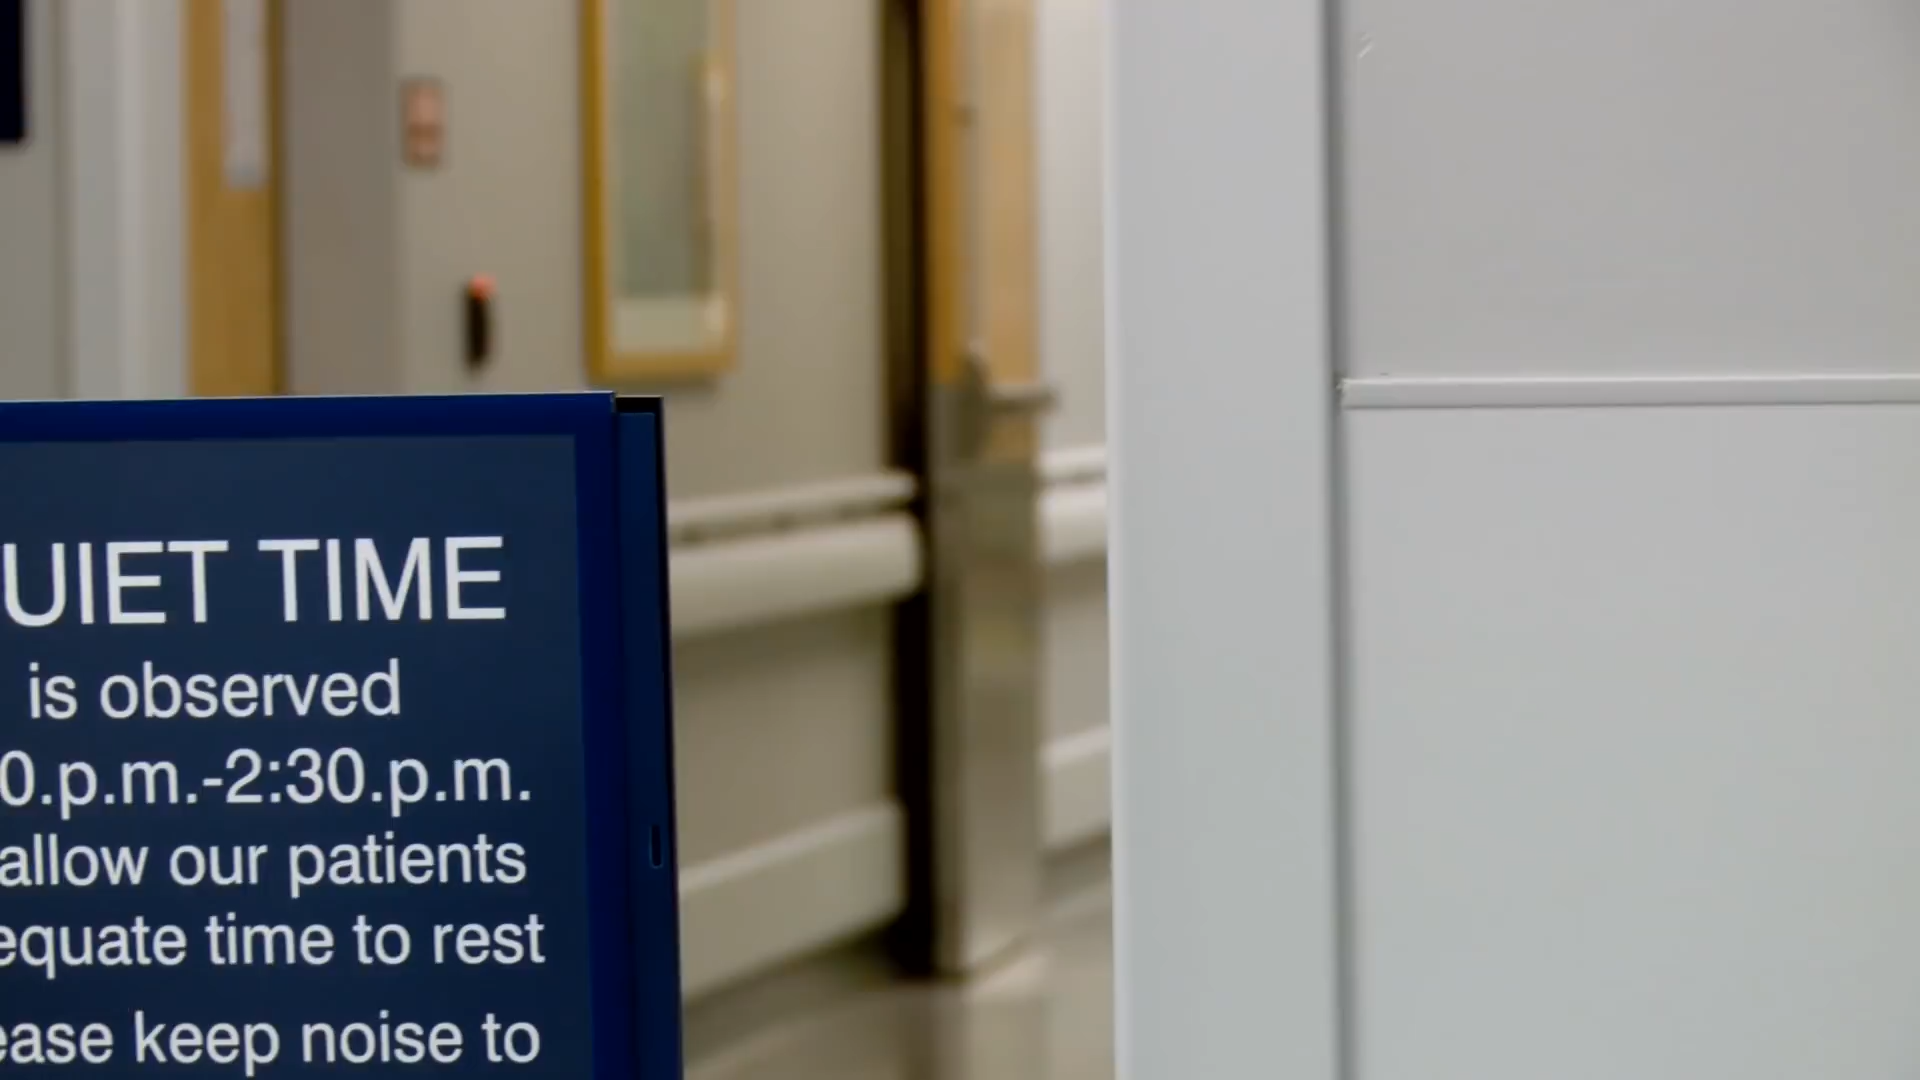 UIET TIME
is observed
0.p.m.-2:30.p.m.
allow our patients
equate time to rest
ease keep noise to